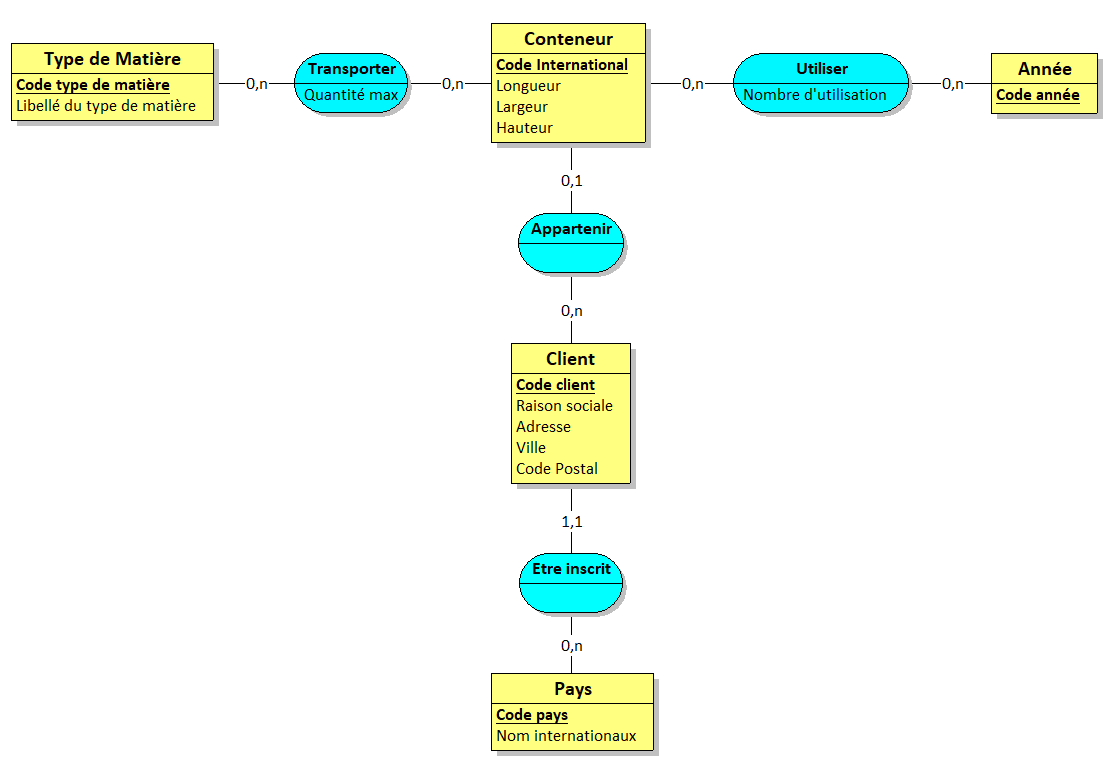 Type de Matière
Code type de matière
Libellé du type de matière
0,n
Transporter
Quantité max
0,n
Conteneur
Code International
Longueur
Largeur
Hauteur
0,n
Utiliser
Nombre d'utilisation
0,n
Année
Code année
0,1
Appartenir
0,n
Client
Code client
Raison sociale
Adresse
Ville
Code Postal
1,1
Etre inscrit
0,n
Pays
Code pays
Nom internationaux